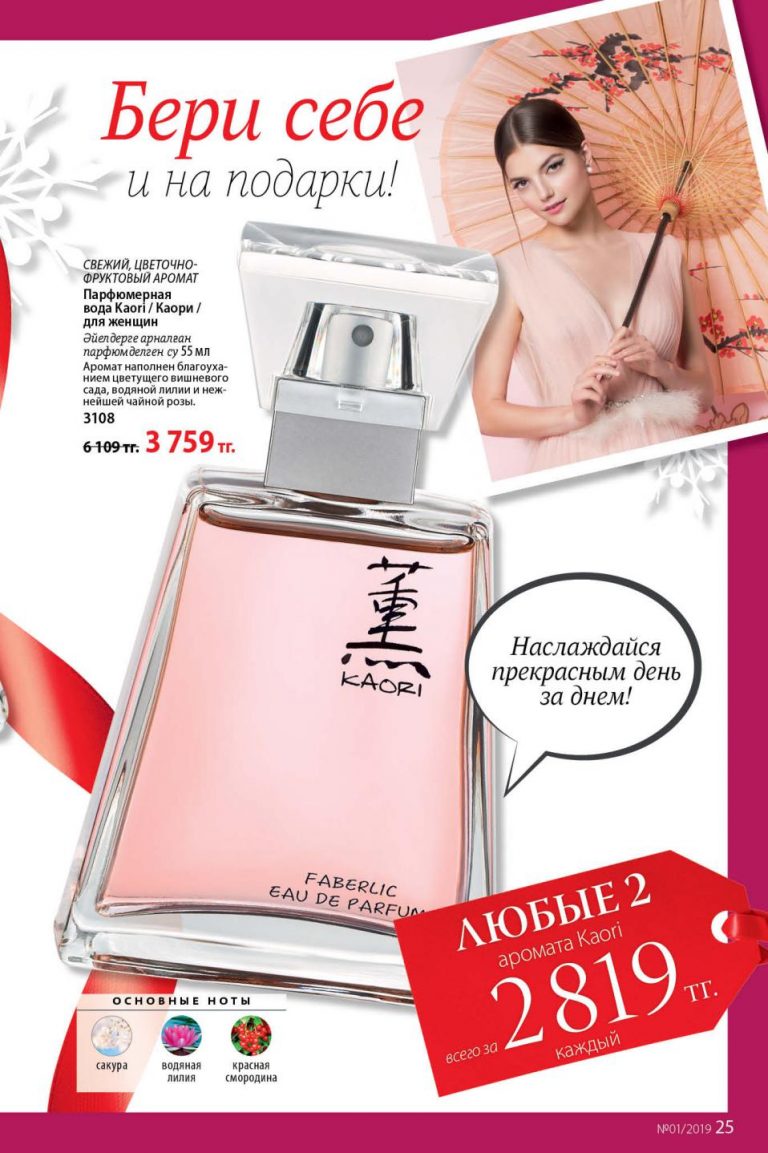 Бери себе
и на подарки!
СВЕЖИЙ, ЦВЕТОЧНО-
ФРУКТОВЫЙ АРОМАТ
Парфюмерная
вода Kaori / Каори /
для женщин
Әйелдерге арналған
парфюмделген су 55 мл
Аромат наполнен благоуха-
нием цветущего вишневого
сада, водяной лилии и неж-
нейшей чайной розы.
3108
6 109 тг. 3 759 тг.
薫
KAORI
Наслаждайся
прекрасным день
за днем!
FABERLIC
EAU DE PARFUM
ЛЮБЫЕ 2
аромата Kaori
всего за 2 819 тг.
каждый
ОСНОВНЫЕ НОТЫ
сакура
водяная
лилия
красная
смородина
№01/2019 25